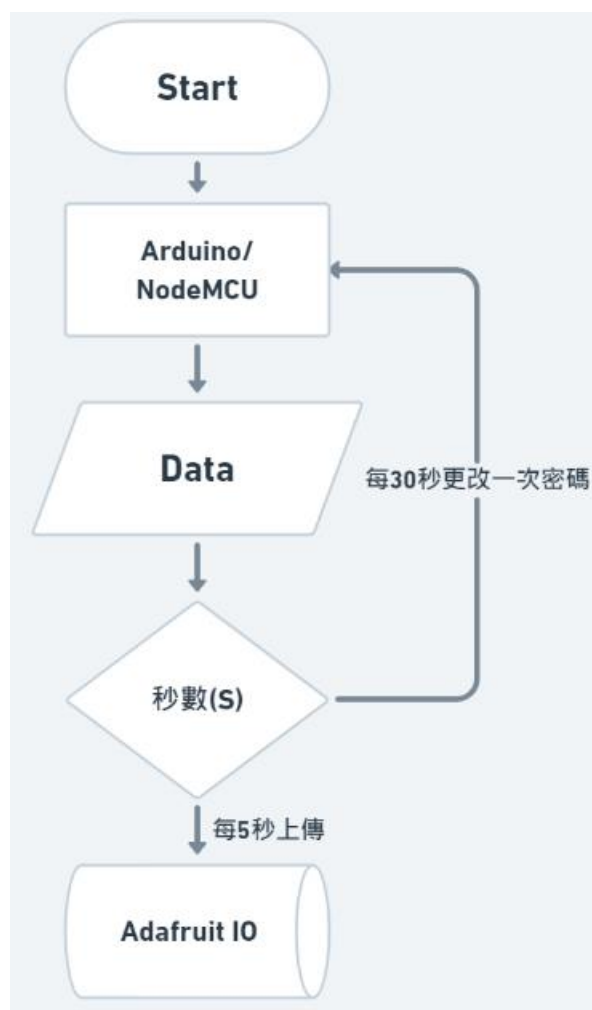 Start
Arduino/
NodeMCU
Data
每30秒更改一次密碼
秒數(S)
每5秒上傳
Adafruit IO